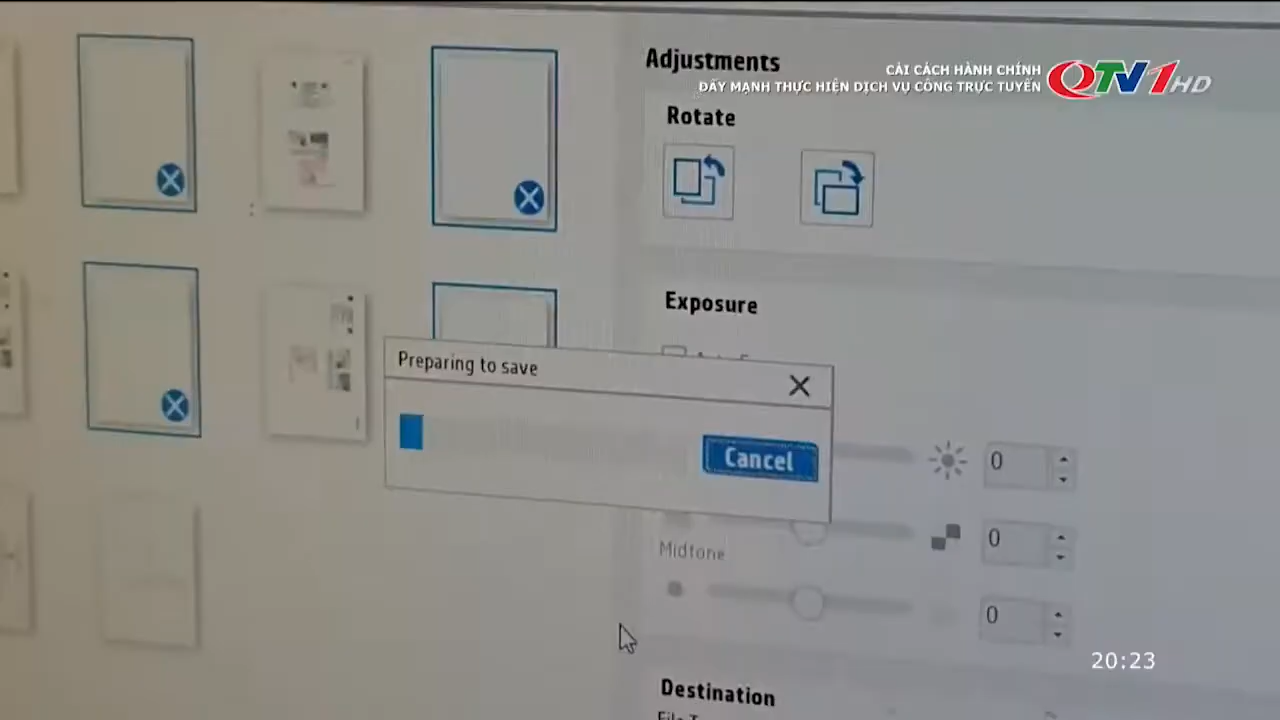 Adjustments
CẢI CÁCH HÀNH CHÍNH
ĐẨY MẠNH THỰC HIỆN DỊCH VỤ CÔNG TRỰC TUYẾN
QTV1HD
Rotate
Exposure
Preparing to save
Cancel
0
0
Midtone
0
20:23
Destination